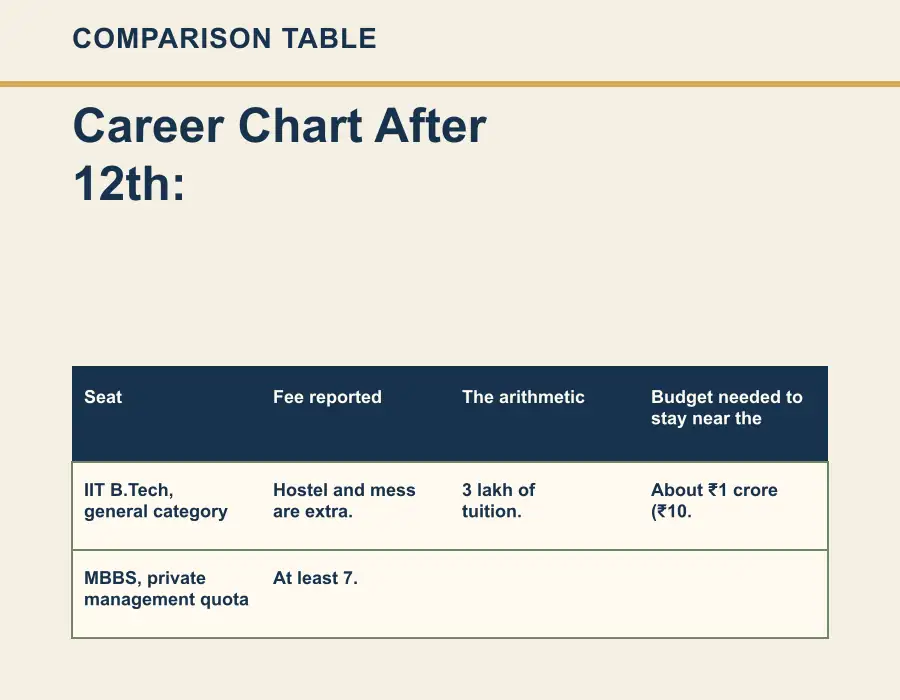 COMPARISON TABLE
Career Chart After
12th:
Seat
Fee reported
The arithmetic
Budget needed to
stay near the
IIT B.Tech,
general category
Hostel and mess
are extra.
3 lakh of
tuition.
About ₹1 crore
(₹10.
MBBS, private
management quota
At least 7.